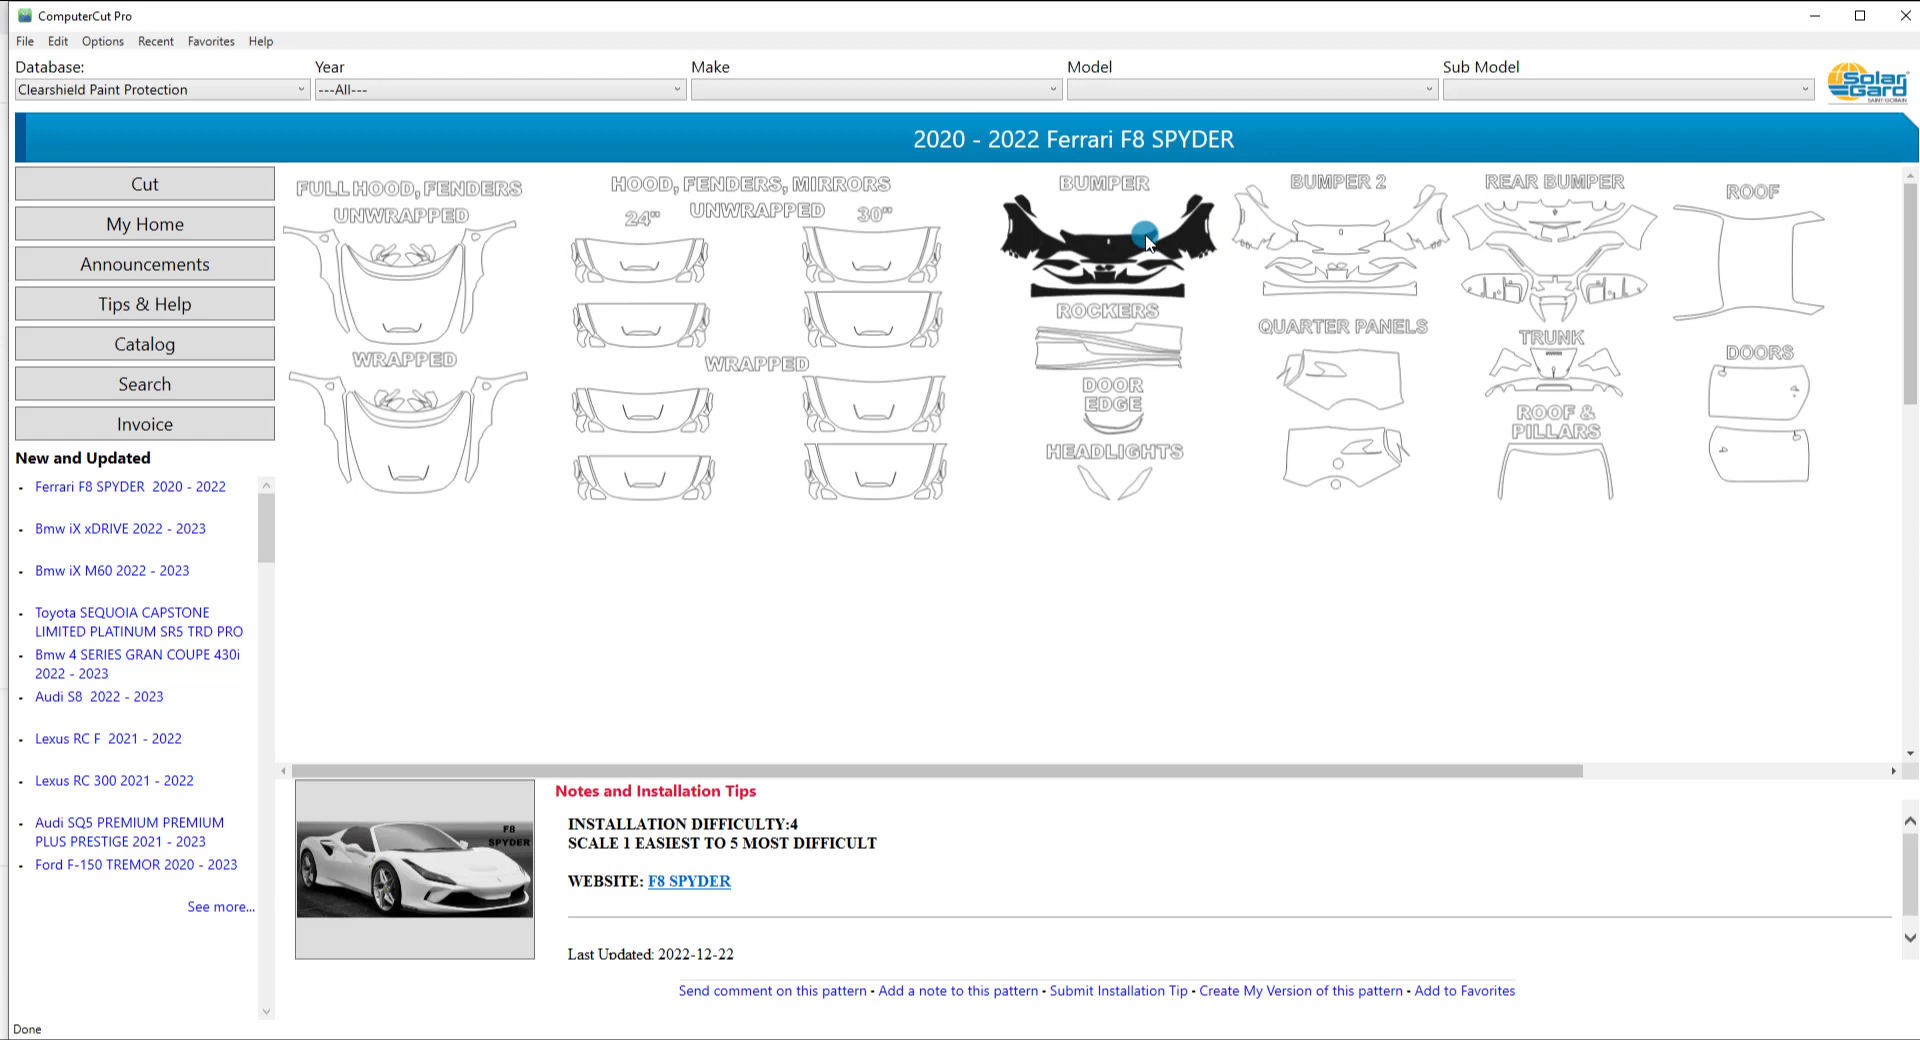 ComputerCut Pro
File Edit Options Recent Favorites Help
Database: Year Make Model Sub Model
Clearshield Paint Protection ---All---
Solar Gard
SAINT-GOBAIN
2020 - 2022 Ferrari F8 SPYDER
Cut
My Home
Announcements
Tips & Help
Catalog
Search
Invoice
New and Updated
Ferrari F8 SPYDER 2020 - 2022
Bmw iX xDRIVE 2022 - 2023
Bmw iX M60 2022 - 2023
Toyota SEQUOIA CAPSTONE
LIMITED PLATINUM SR5 TRD PRO
Bmw 4 SERIES GRAN COUPE 430i
2022 - 2023
Audi S8 2022 - 2023
Lexus RC F 2021 - 2022
Lexus RC 300 2021 - 2022
Audi SQ5 PREMIUM PREMIUM
PLUS PRESTIGE 2021 - 2023
Ford F-150 TREMOR 2020 - 2023
See more...
FULL HOOD, FENDERS
UNWRAPPED
WRAPPED
HOOD, FENDERS, MIRRORS
24" UNWRAPPED 30"
WRAPPED
BUMPER
ROCKERS
DOOR
EDGE
HEADLIGHTS
BUMPER 2
QUARTER PANELS
REAR BUMPER
TRUNK
ROOF &
PILLARS
ROOF
DOORS
F8
SPYDER
Notes and Installation Tips
INSTALLATION DIFFICULTY:4
SCALE 1 EASIEST TO 5 MOST DIFFICULT
WEBSITE: F8 SPYDER
Last Updated: 2022-12-22
Send comment on this pattern - Add a note to this pattern - Submit Installation Tip - Create My Version of this pattern - Add to Favorites
Done